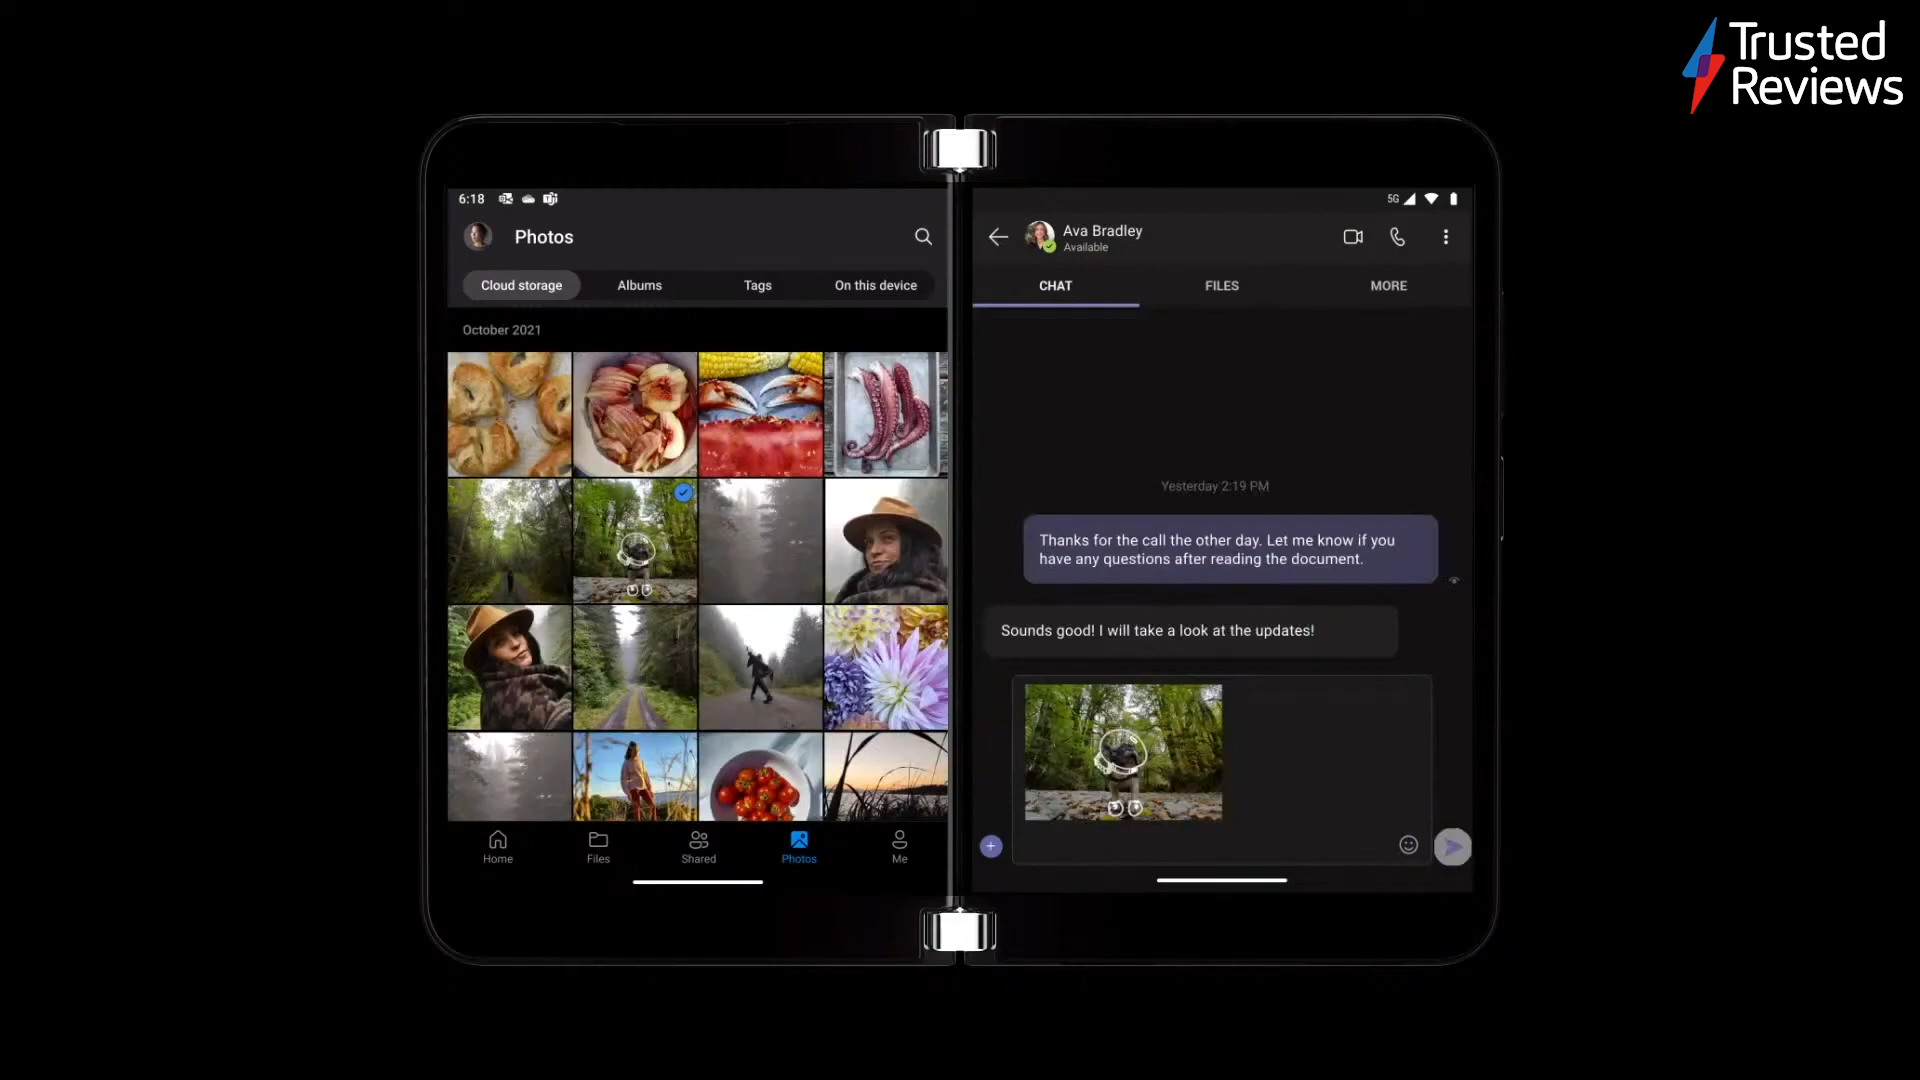 Trusted
Reviews
6:18
Photos
Cloud storage
Albums
Tags
On this device
October 2021
Home
Files
Shared
Photos
Me
5G
Ava Bradley
Available
CHAT
FILES
MORE
Yesterday 2:19 PM
Thanks for the call the other day. Let me know if you
have any questions after reading the document.
Sounds good! I will take a look at the updates!